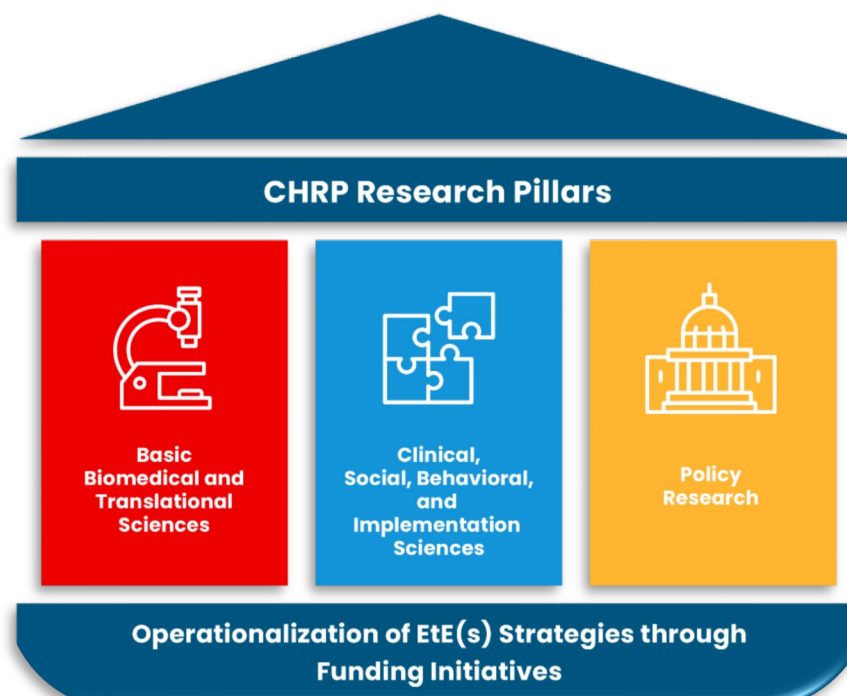 CHRP Research Pillars
Basic
Biomedical and
Translational
Sciences
Clinical,
Social, Behavioral,
and
Implementation
Sciences
Policy
Research
Operationalization of EtE(s) Strategies through
Funding Initiatives